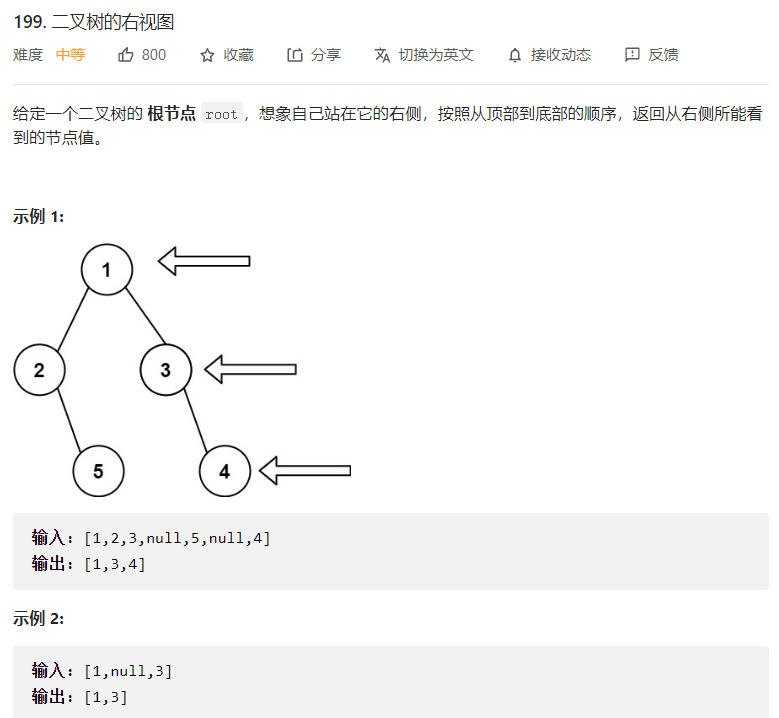 199. 二叉树的右视图
难度 中等 800 收藏 分享 切换为英文 接收动态 反馈
给定一个二叉树的 根节点 root，想象自己站在它的右侧，按照从顶部到底部的顺序，返回从右侧所能看
到的节点值。
示例 1:
1
2 3
5 4
输入：[1,2,3,null,5,null,4]
输出：[1,3,4]
示例 2:
输入：[1,null,3]
输出：[1,3]